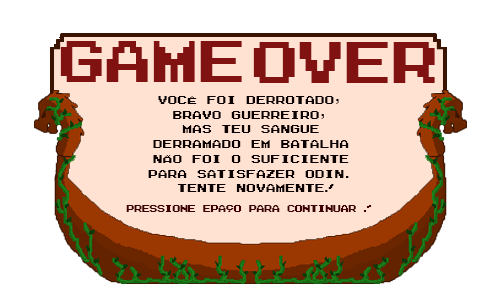 GAME OVER
VOCÊ FOI DERROTADO,
BRAVO GUERREIRO,
MAS TEU SANGUE
DERRAMADO EM BATALHA
NÃO FOI O SUFICIENTE
PARA SATISFAZER ODIN.
TENTE NOVAMENTE!
PRESSIONE EPAÇO PARA CONTINUAR !